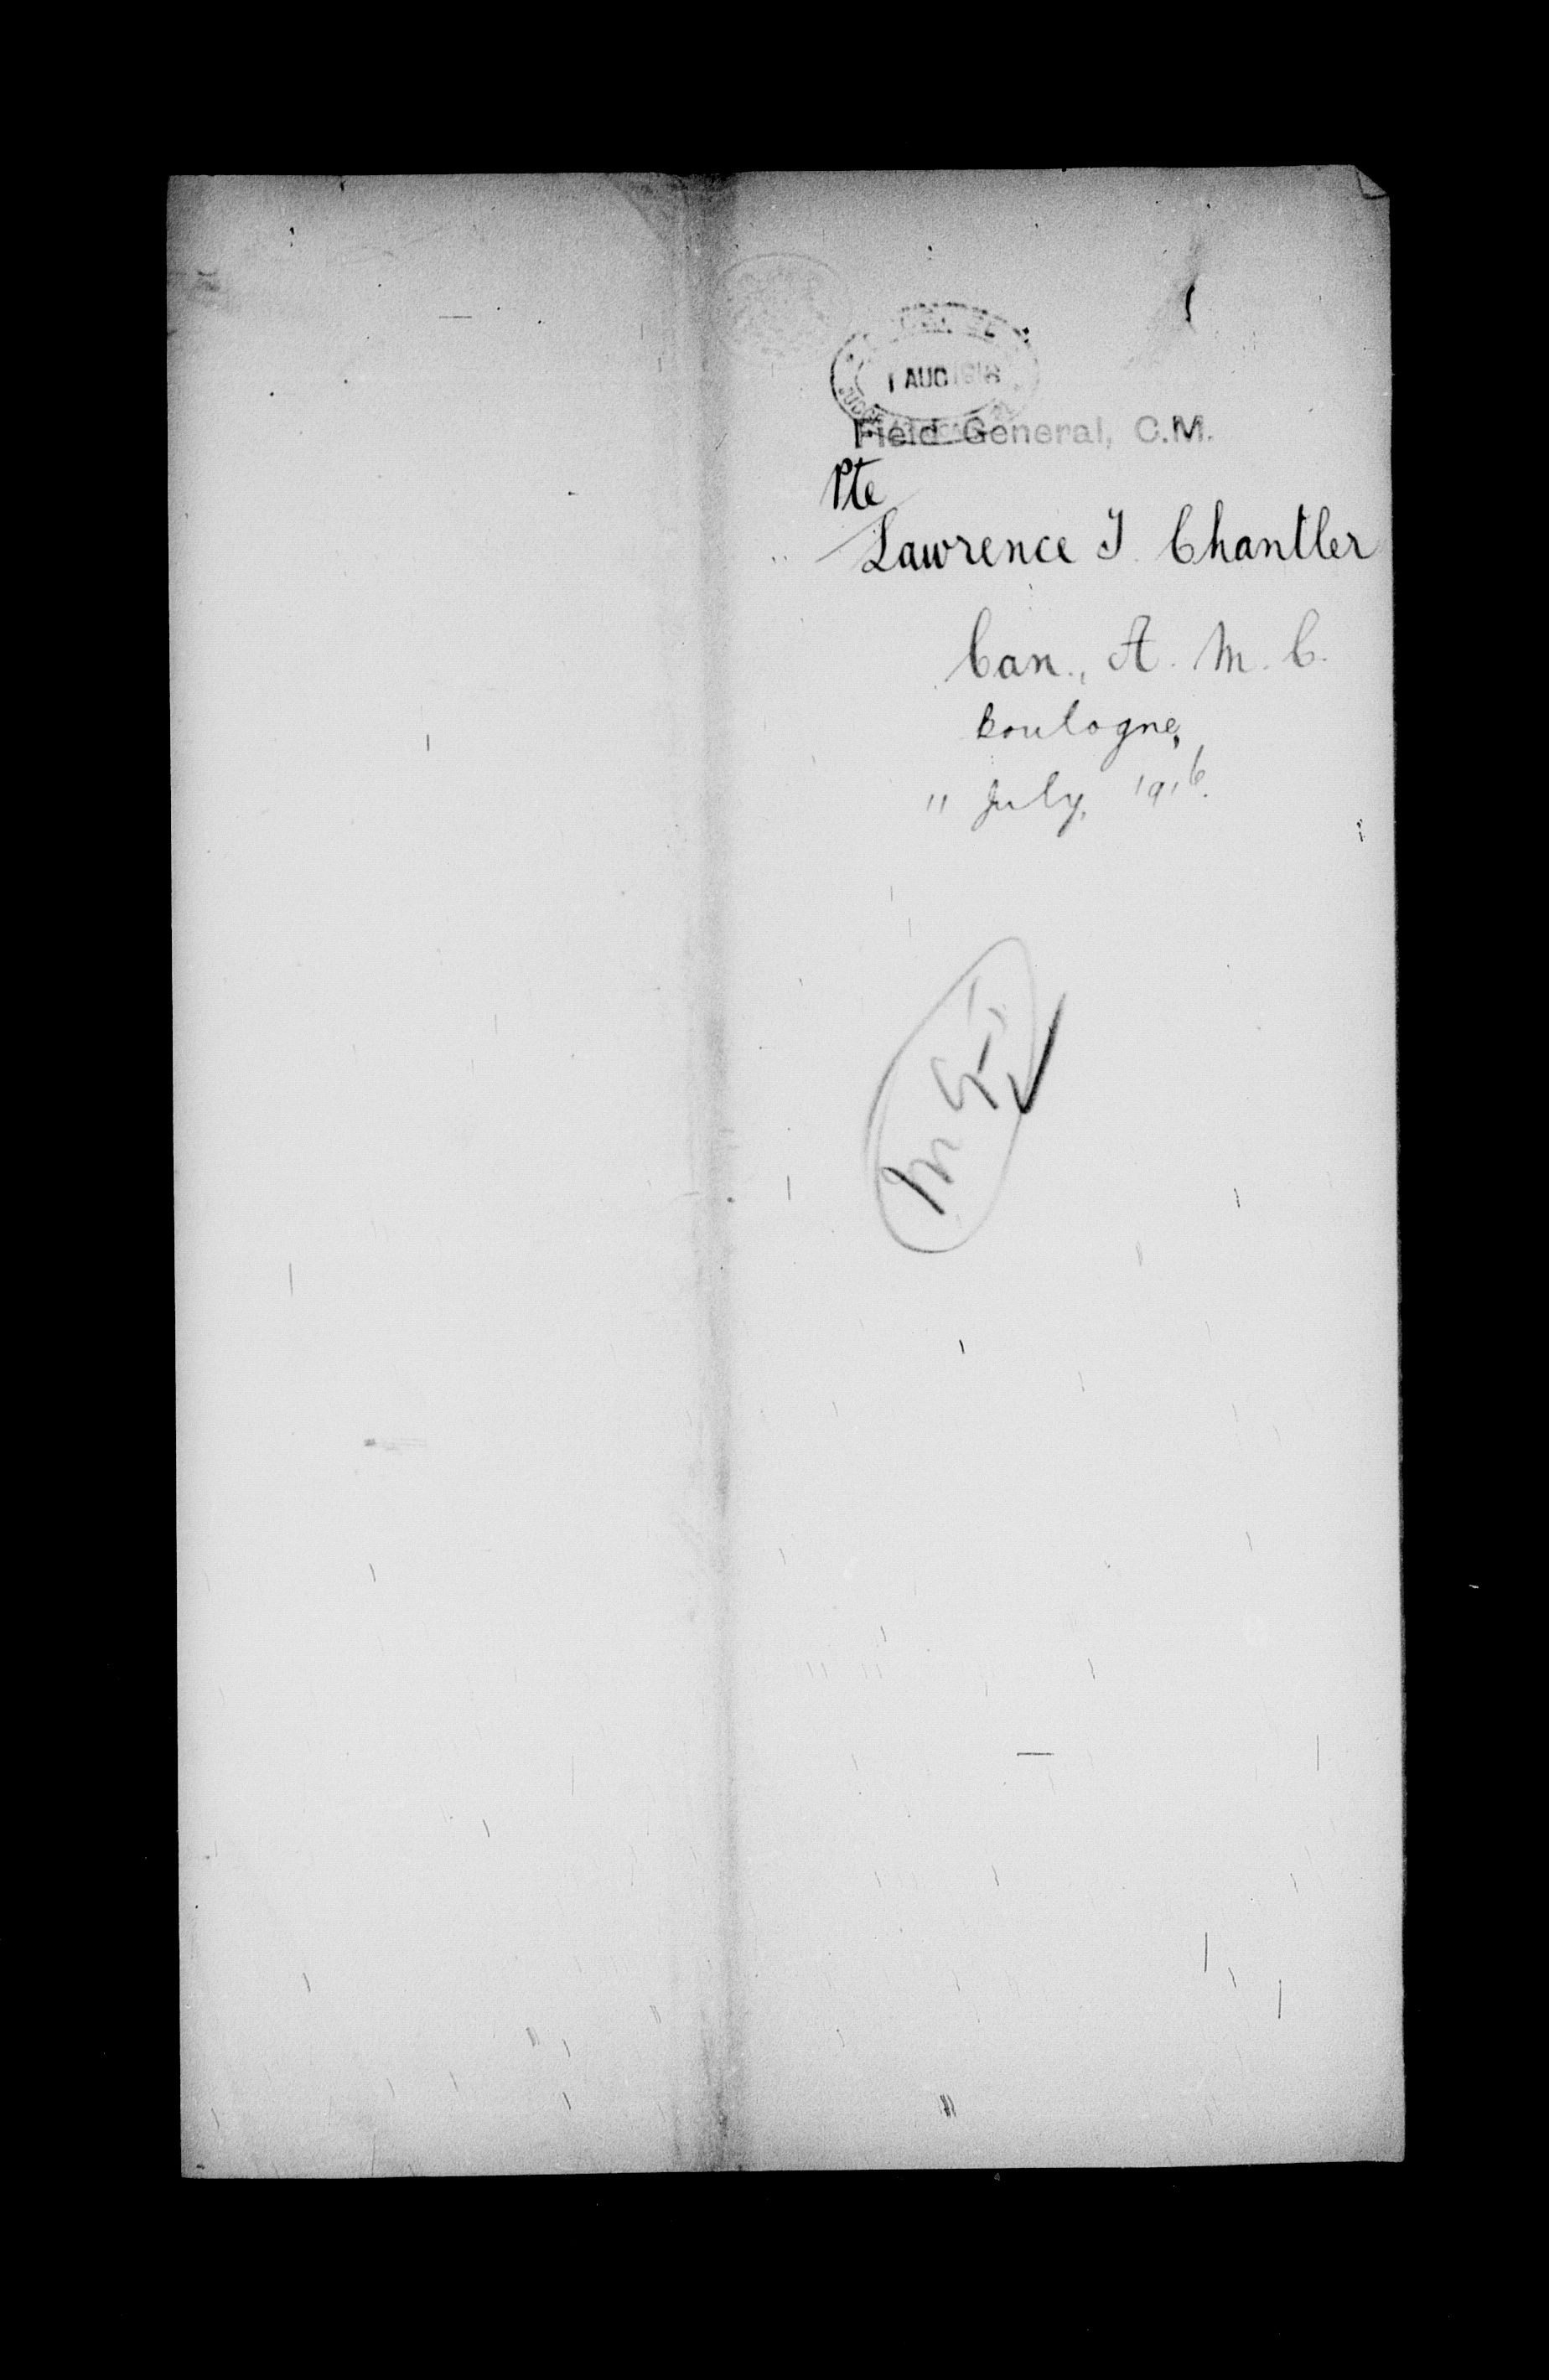 1 AUG 1916
Field General, C.M.
Pte
Lawrence J Chantler
Can., A. M. C.
Boulogne,
11 July, 1916.